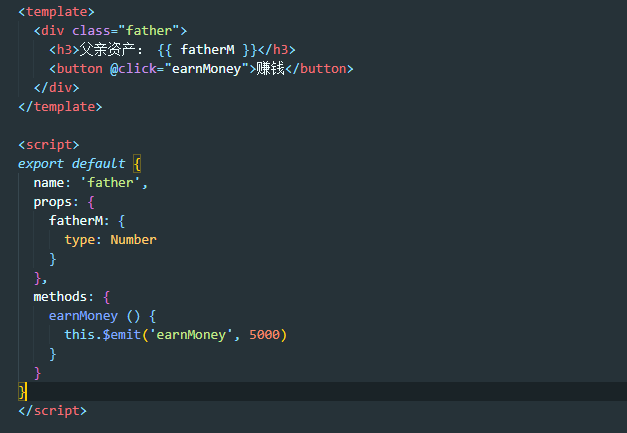 <template>
  <div class="father">
    <h3>父亲资产： {{ fatherM }}</h3>
    <button @click="earnMoney">赚钱</button>
  </div>
</template>

<script>
export default {
  name: 'father',
  props: {
    fatherM: {
      type: Number
    }
  },
  methods: {
    earnMoney () {
      this.$emit('earnMoney', 5000)
    }
  }
}
</script>